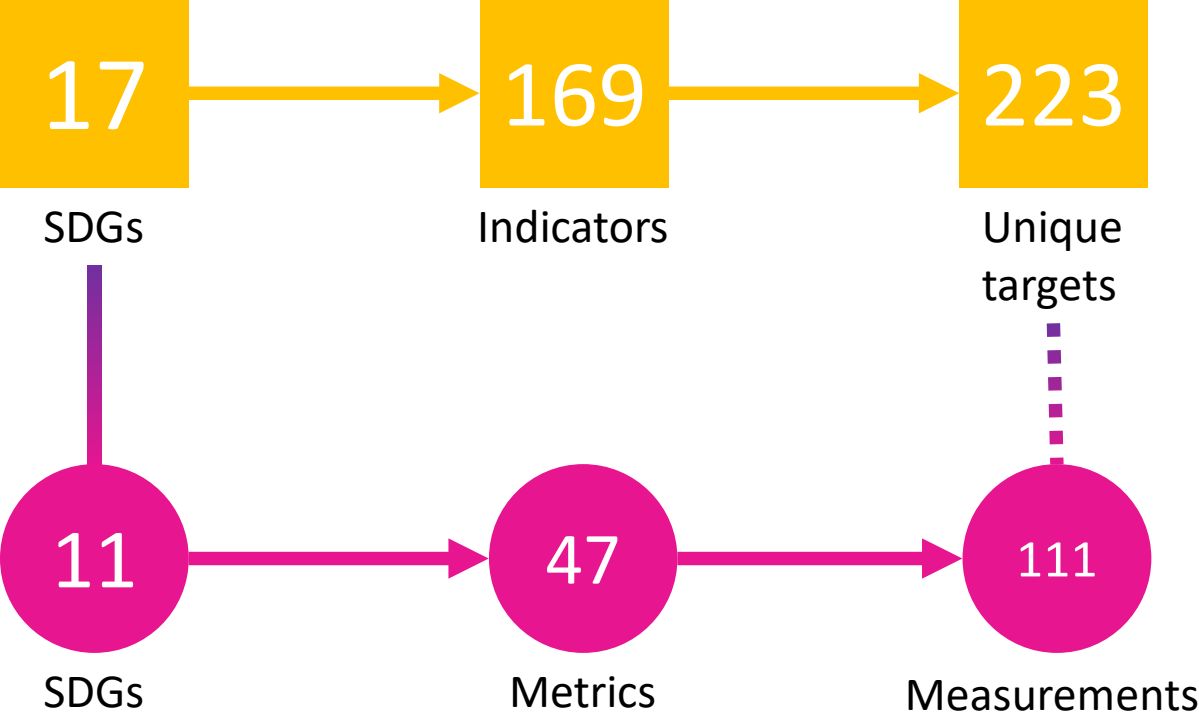 17
169
223
SDGs
Indicators
Unique
targets
11
47
111
SDGs
Metrics
Measurements